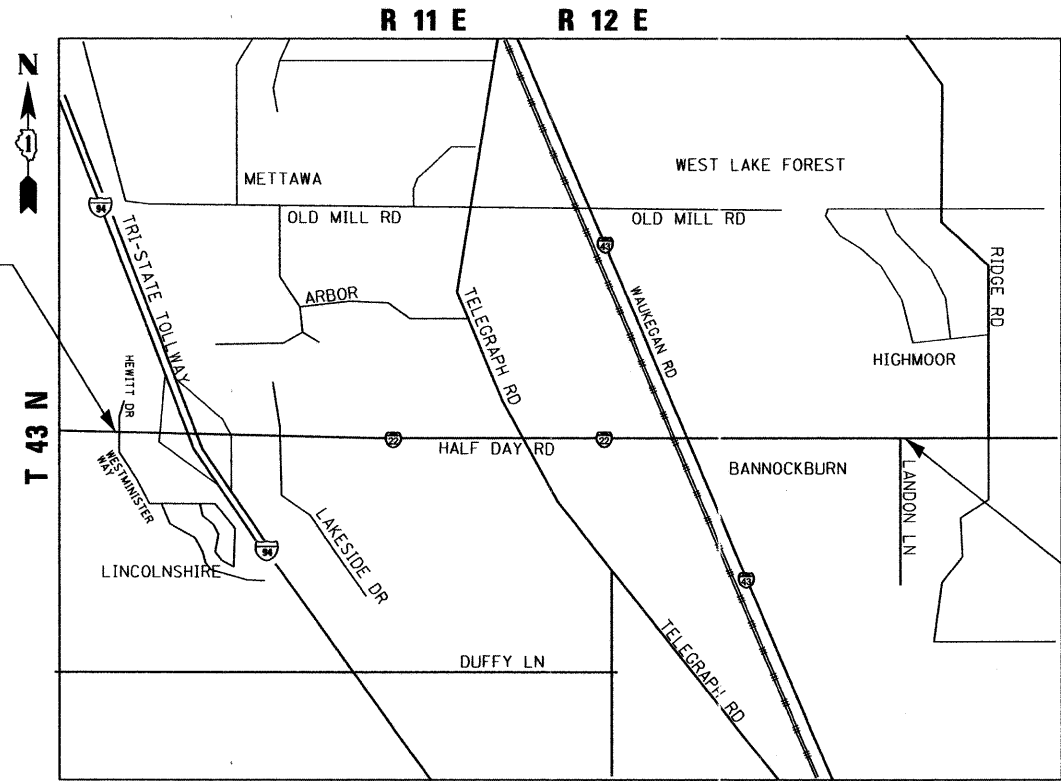 R 11 E R 12 E
N
1
METTAWA
WEST LAKE FOREST
94
OLD MILL RD
OLD MILL RD
TRI-STATE TOLLWAY
43
RIDGE RD
ARBOR
TELEGRAPH RD
WAUKEGAN RD
HIGHMOOR
HEWITT DR
T 43 N
22
HALF DAY RD
22
BANNOCKBURN
WESTMINISTER
WAY
LANDON LN
LAKESIDE DR
94
LINCOLNSHIRE
43
DUFFY LN
TELEGRAPH RD